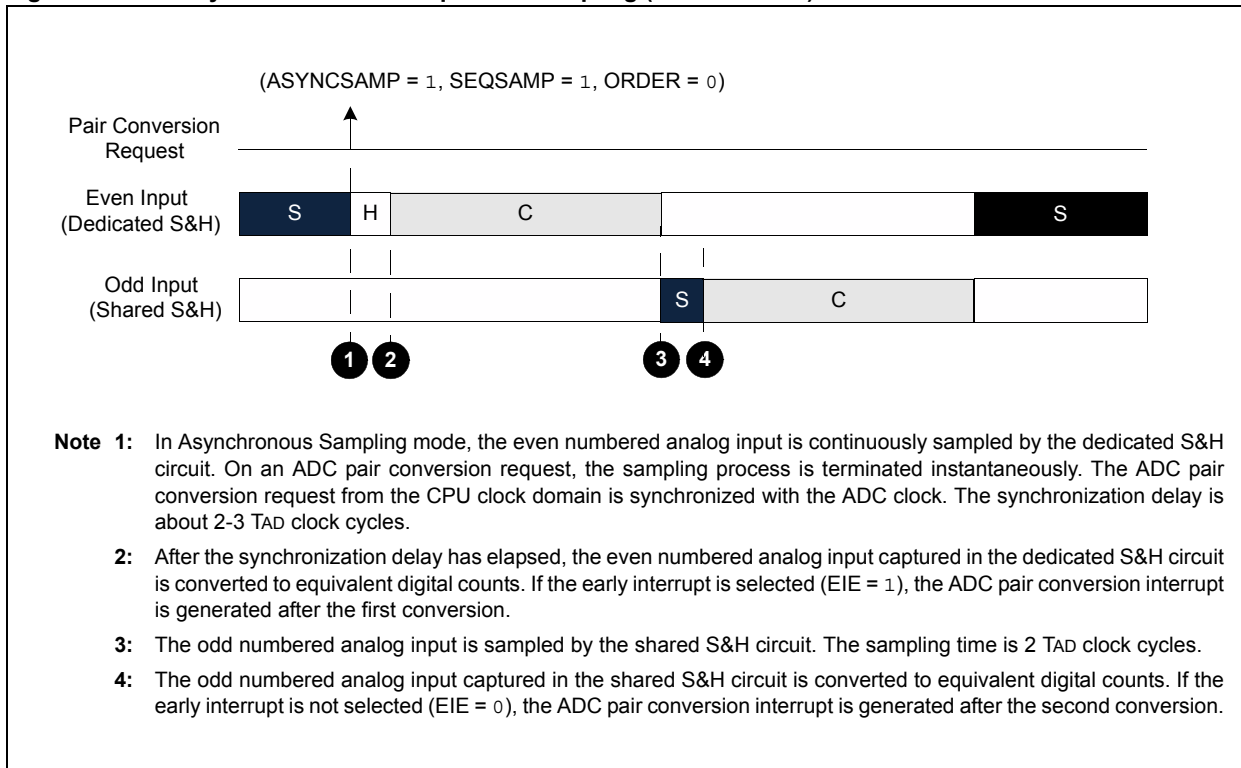 (ASYNCSAMP = 1, SEQSAMP = 1, ORDER = 0)
Pair Conversion
Request
Even Input
(Dedicated S&H)
S
H
C
S
Odd Input
(Shared S&H)
S
C
1
2
3
4
Note 1: In Asynchronous Sampling mode, the even numbered analog input is continuously sampled by the dedicated S&H
circuit. On an ADC pair conversion request, the sampling process is terminated instantaneously. The ADC pair
conversion request from the CPU clock domain is synchronized with the ADC clock. The synchronization delay is
about 2-3 TAD clock cycles.
2: After the synchronization delay has elapsed, the even numbered analog input captured in the dedicated S&H circuit
is converted to equivalent digital counts. If the early interrupt is selected (EIE = 1), the ADC pair conversion interrupt
is generated after the first conversion.
3: The odd numbered analog input is sampled by the shared S&H circuit. The sampling time is 2 TAD clock cycles.
4: The odd numbered analog input captured in the shared S&H circuit is converted to equivalent digital counts. If the
early interrupt is not selected (EIE = 0), the ADC pair conversion interrupt is generated after the second conversion.